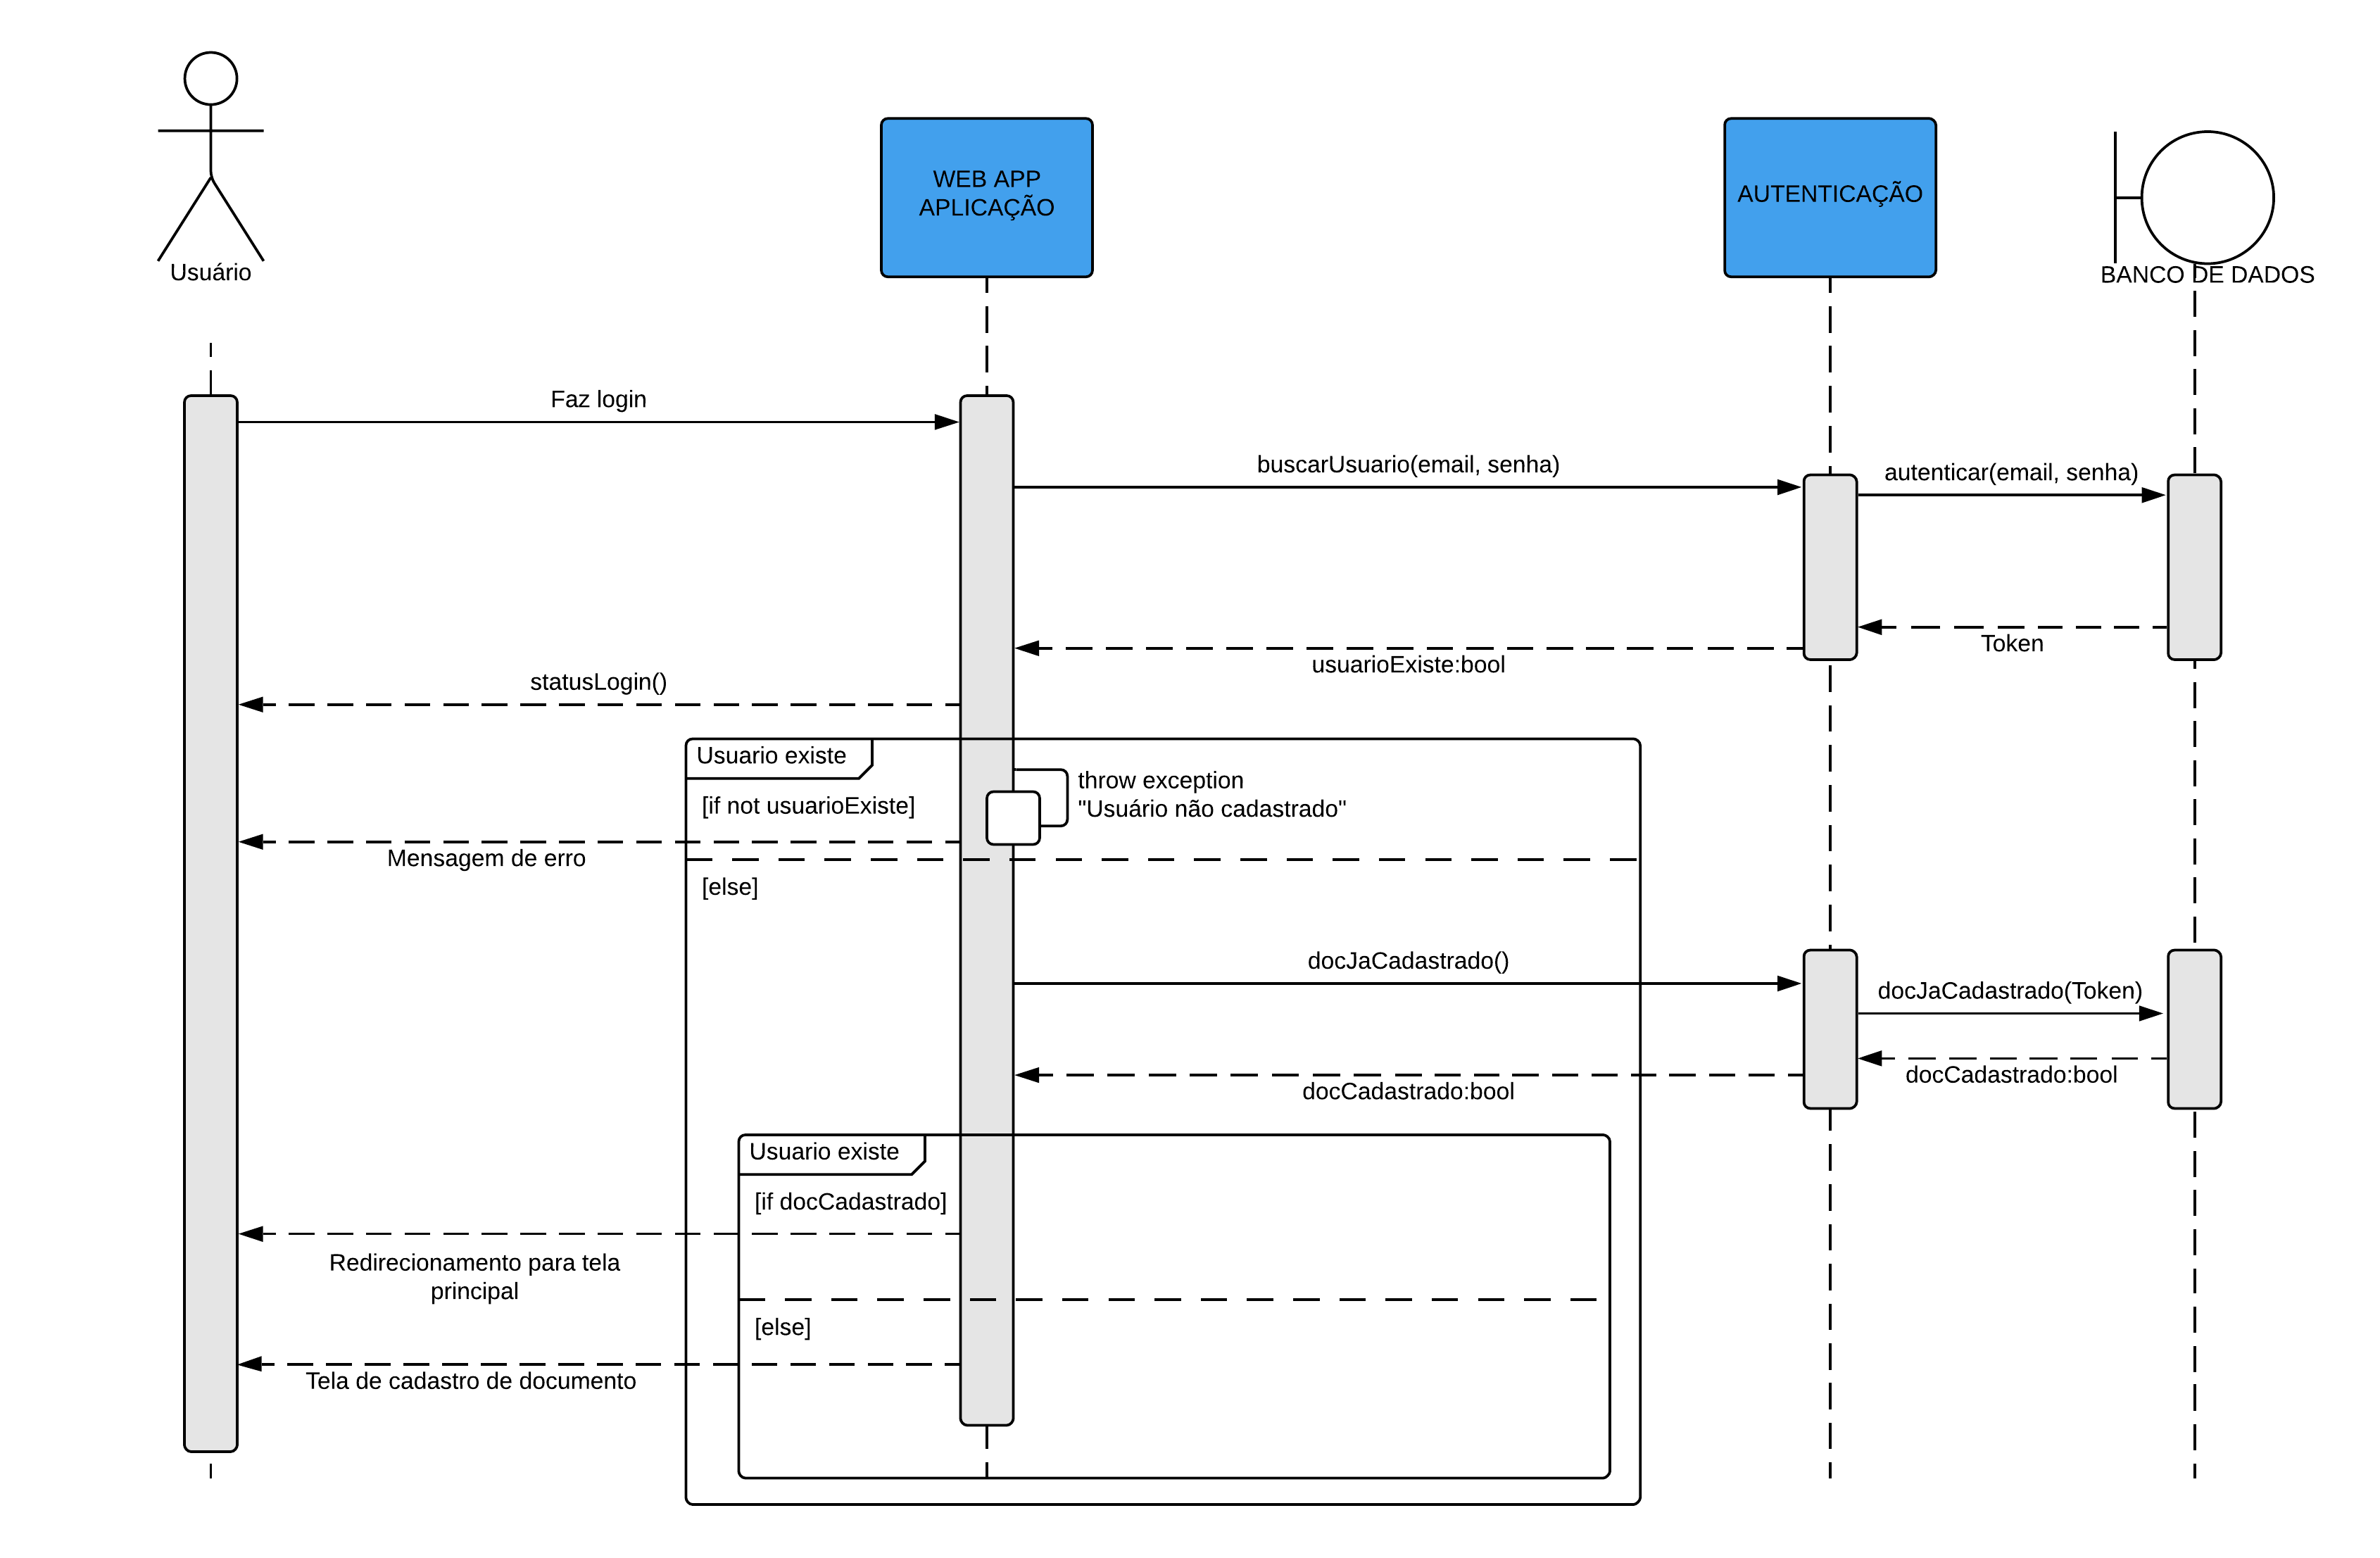 Usuário
WEB APP
APLICAÇÃO
AUTENTICAÇÃO
BANCO DE DADOS
Faz login
buscarUsuario(email, senha)
autenticar(email, senha)
Token
usuarioExiste:bool
statusLogin()
Usuario existe
throw exception
"Usuário não cadastrado"
[if not usuarioExiste]
Mensagem de erro
[else]
docJaCadastrado()
docJaCadastrado(Token)
docCadastrado:bool
docCadastrado:bool
Usuario existe
[if docCadastrado]
Redirecionamento para tela
principal
[else]
Tela de cadastro de documento